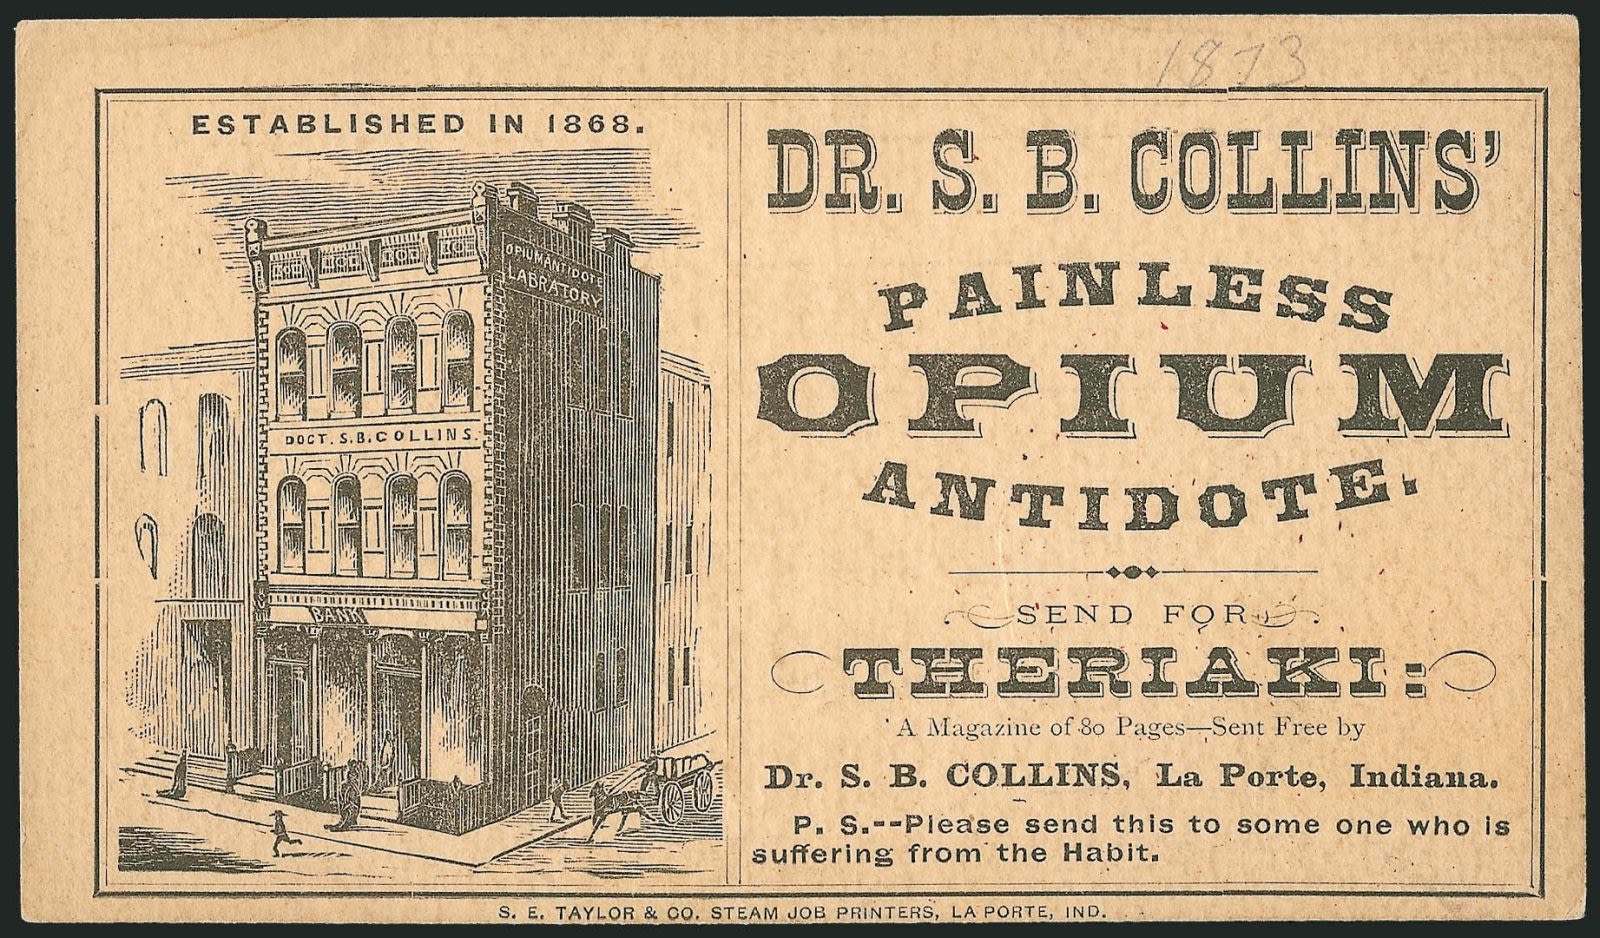 1873
ESTABLISHED IN 1868.
OPIUM ANTIDOTE
LABRATORY
DOCT. S. B. COLLINS.
BANK
DR. S. B. COLLINS'
PAINLESS
OPIUM
ANTIDOTE.
SEND FOR
THERIAKI:
A Magazine of 80 Pages—Sent Free by
Dr. S. B. COLLINS, La Porte, Indiana.
P. S.--Please send this to some one who is
suffering from the Habit.
S. E. TAYLOR & CO. STEAM JOB PRINTERS, LA PORTE, IND.